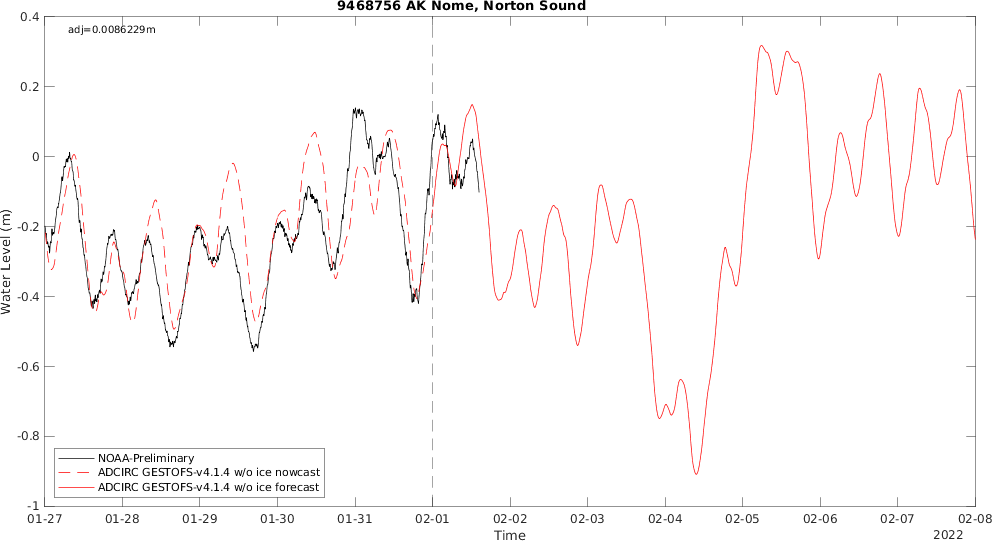 9468756 AK Nome, Norton Sound
adj=0.0086229m
Water Level (m)
0.4
0.2
0
-0.2
-0.4
-0.6
-0.8
-1
NOAA-Preliminary
ADCIRC GESTOFS-v4.1.4 w/o ice nowcast
ADCIRC GESTOFS-v4.1.4 w/o ice forecast
01-27 01-28 01-29 01-30 01-31 02-01 02-02 02-03 02-04 02-05 02-06 02-07 02-08
Time
2022